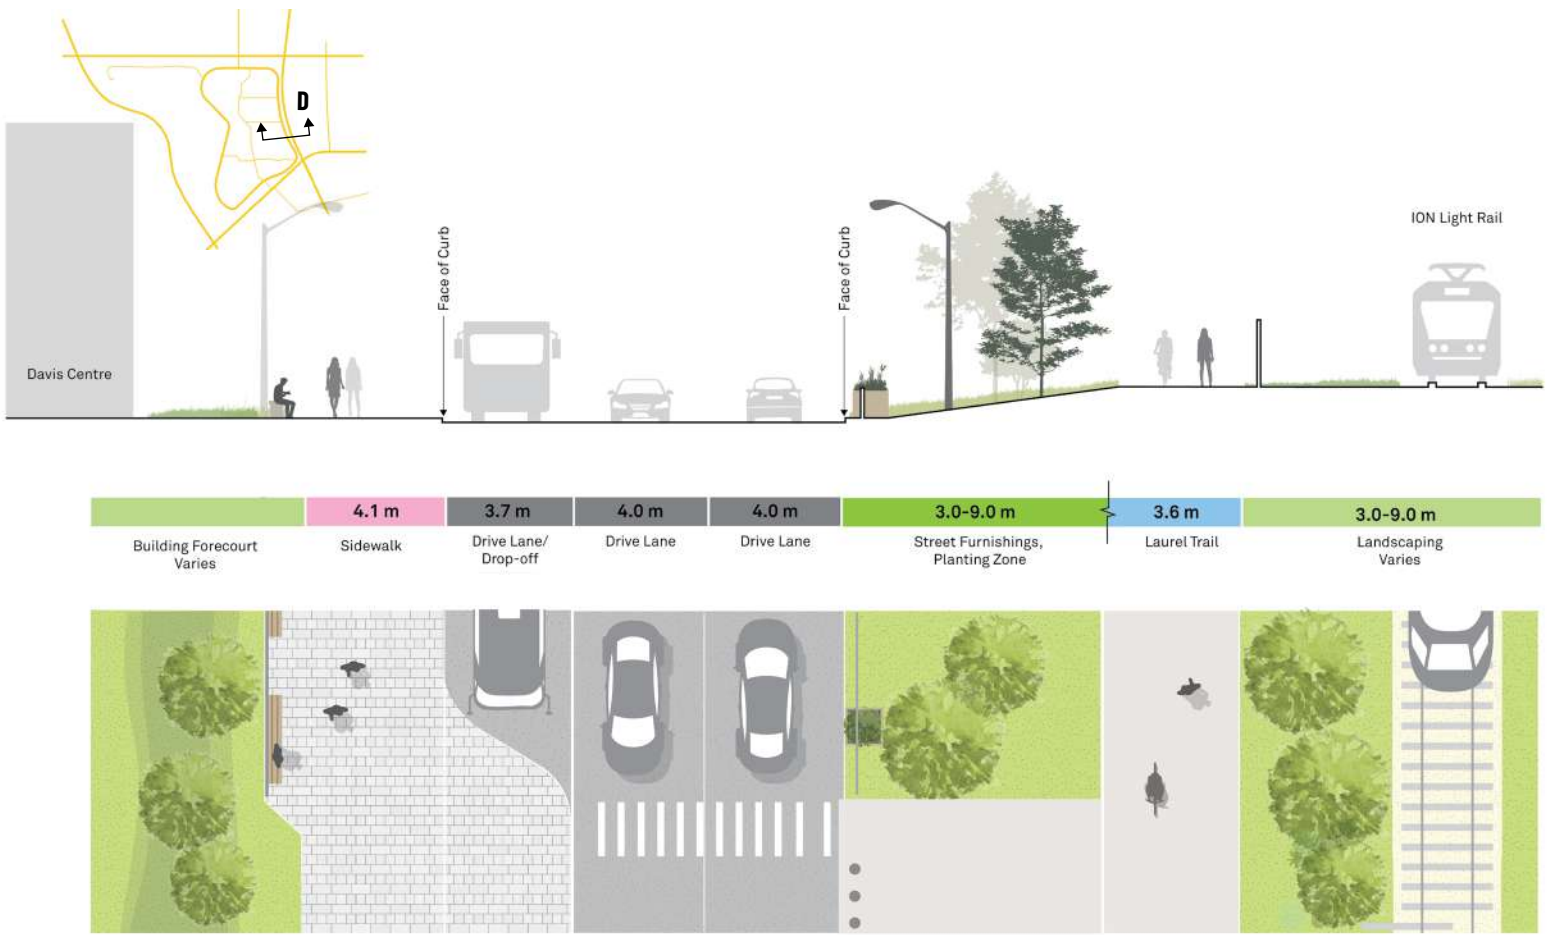 D
ION Light Rail
Face of Curb
Face of Curb
Davis Centre
4.1 m
3.7 m
4.0 m
4.0 m
3.0-9.0 m
3.6 m
3.0-9.0 m
Building Forecourt
Varies
Sidewalk
Drive Lane/
Drop-off
Drive Lane
Drive Lane
Street Furnishings,
Planting Zone
Laurel Trail
Landscaping
Varies